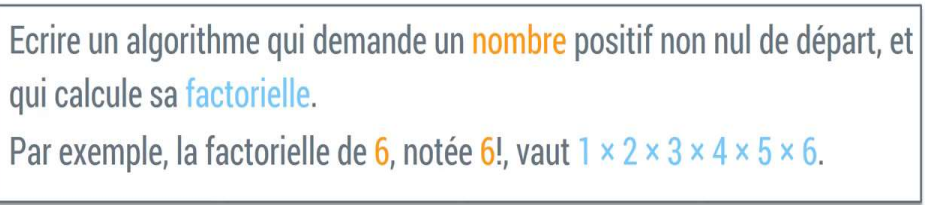 Ecrire un algorithme qui demande un nombre positif non nul de départ, et
qui calcule sa factorielle.
Par exemple, la factorielle de 6, notée 6!, vaut 1 × 2 × 3 × 4 × 5 × 6.